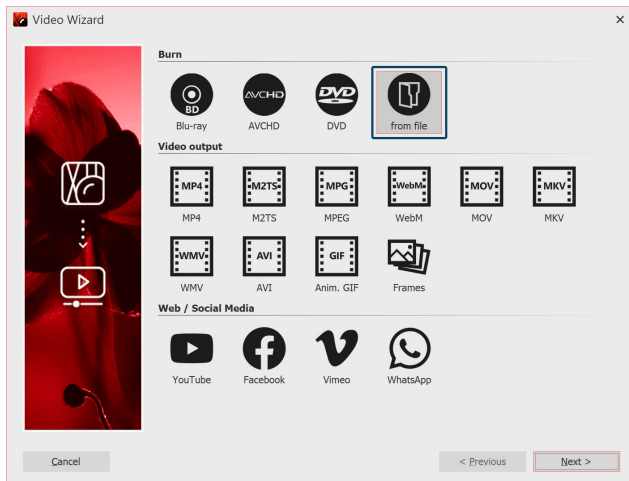 Video Wizard
Burn
BD
AVCHD
DVD
Blu-ray
AVCHD
DVD
from file
Video output
MP4
M2TS
MPG
WebM
MOV
MKV
MP4
M2TS
MPEG
WebM
MOV
MKV
WMV
AVI
GIF
WMV
AVI
Anim. GIF
Frames
Web / Social Media
YouTube
Facebook
Vimeo
WhatsApp
Cancel
< Previous
Next >